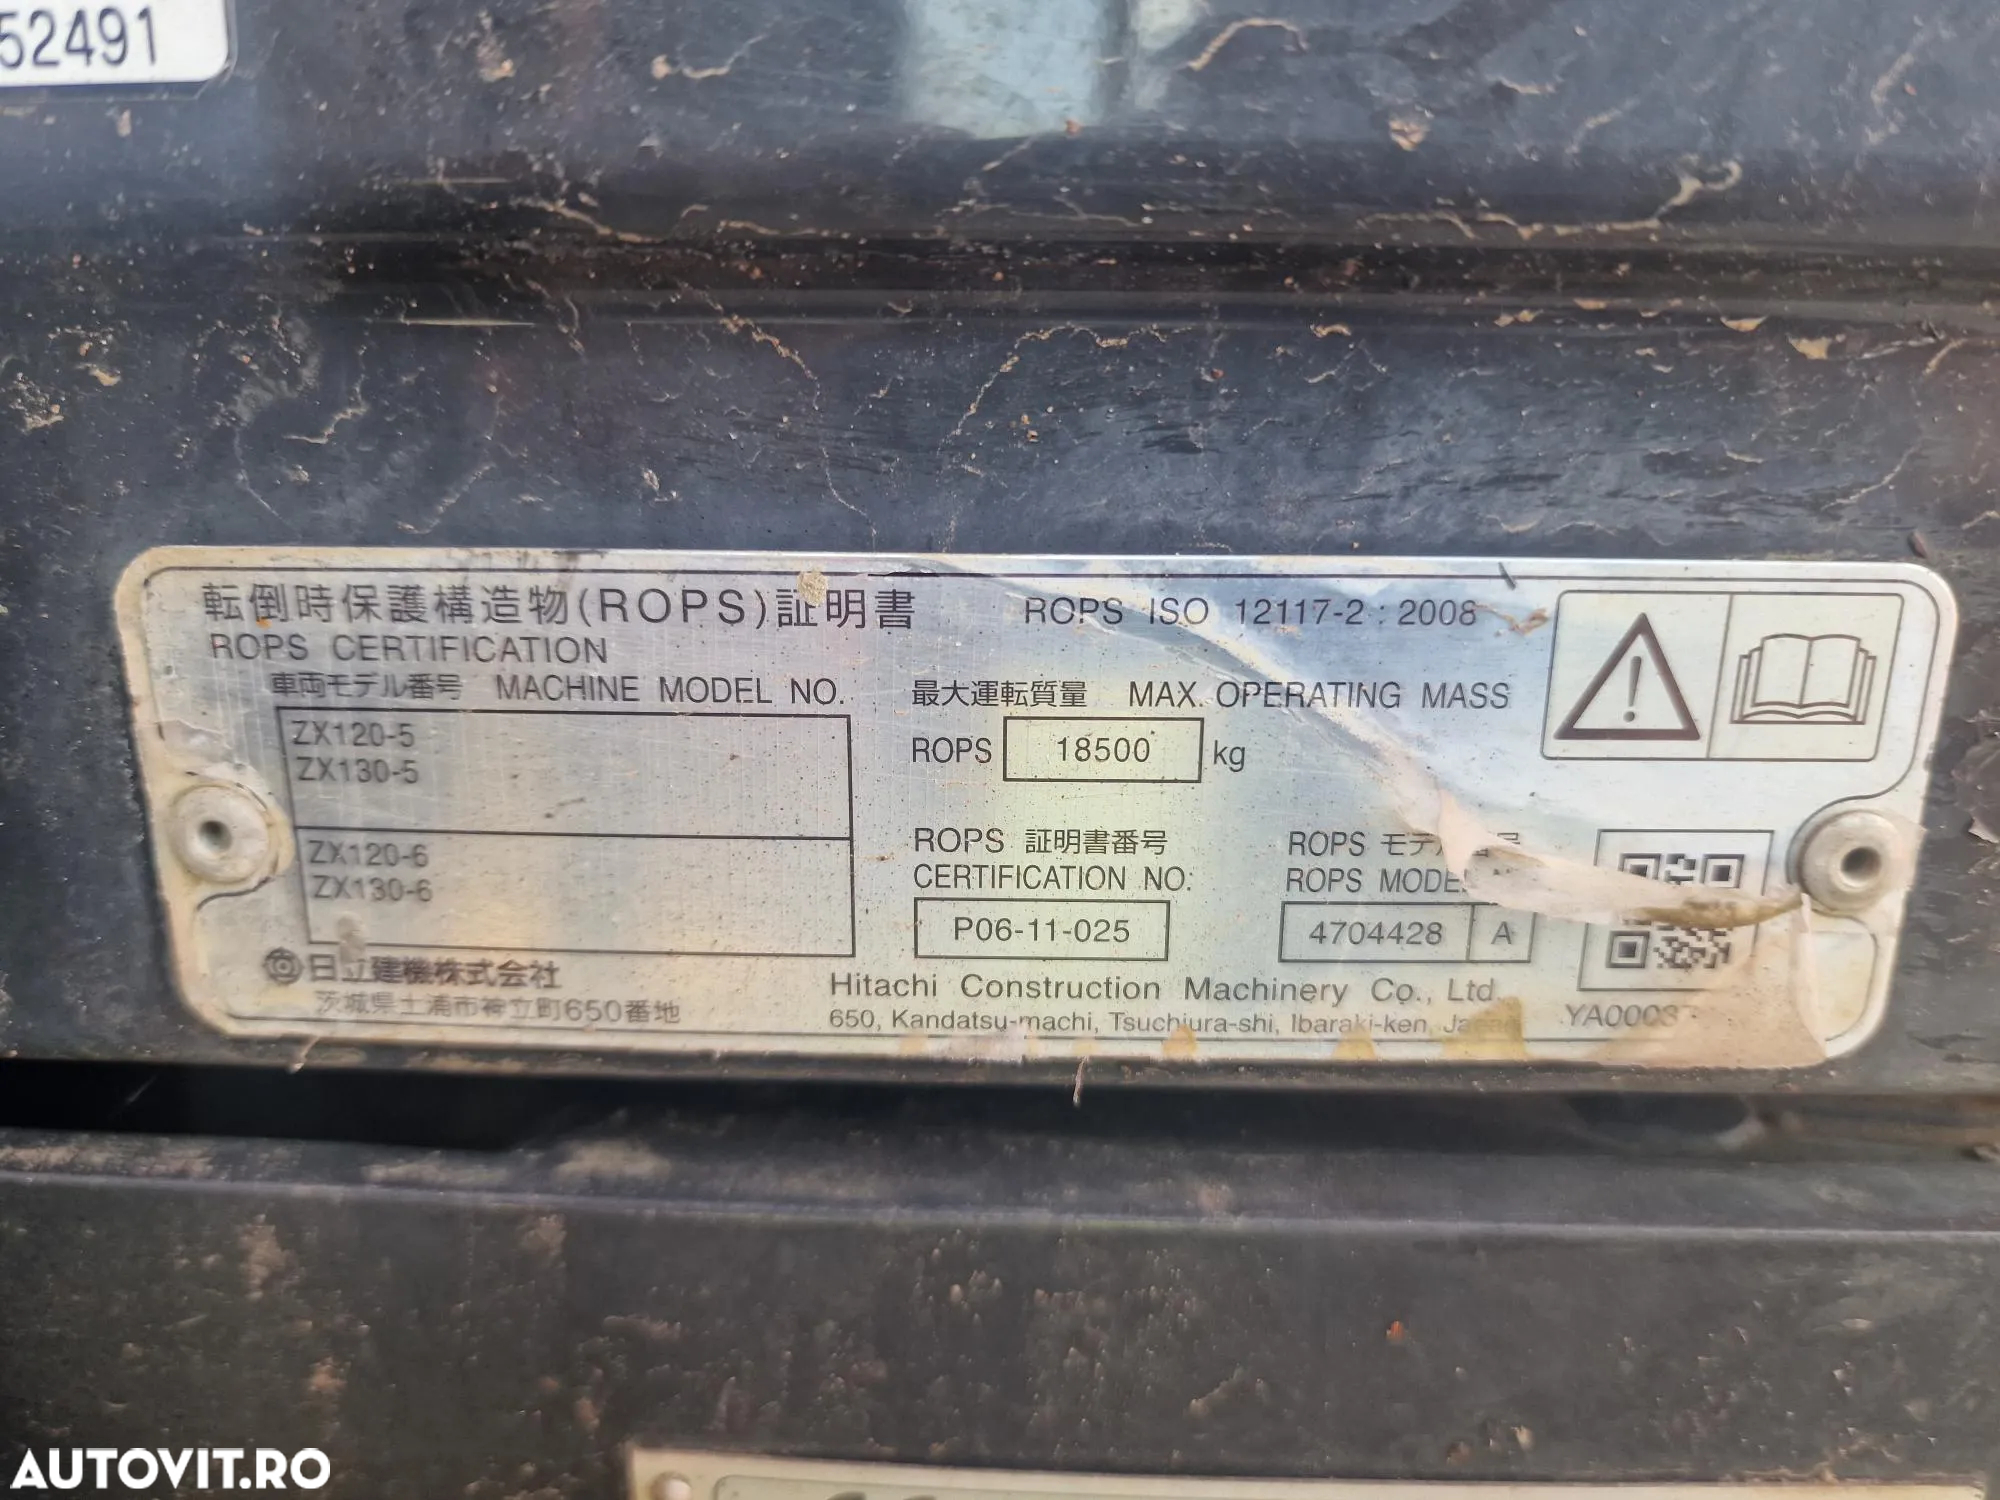 52491
転倒時保護構造物(ROPS)証明書 ROPS ISO 12117-2 : 2008
ROPS CERTIFICATION
車両モデル番号 MACHINE MODEL NO. 最大運転質量 MAX. OPERATING MASS
ZX120-5
ZX130-5
ROPS 18500 kg
ZX120-6
ZX130-6
ROPS 証明書番号 ROPS
CERTIFICATION NO. ROPS
P06-11-025 4704428 A
日立建機株式会社
茨城県土浦市神立町650番地
Hitachi Construction Machinery Co., Ltd.
650, Kandatsu-machi, Tsuchiura-shi, Ibaraki-ken,
AUTOVIT.RO